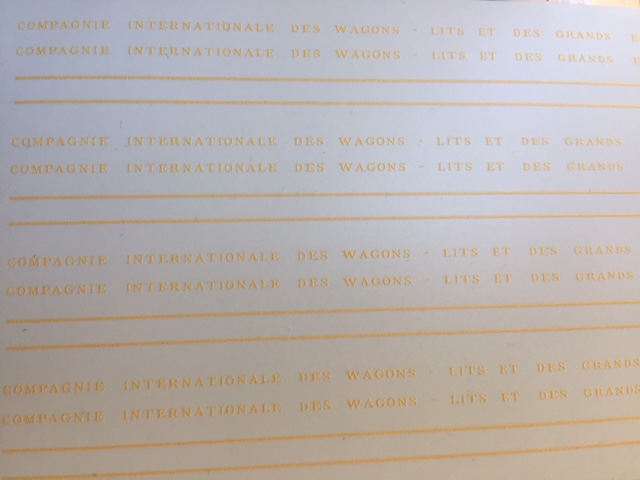 COMPAGNIE INTERNATIONALE DES WAGONS - LITS ET DES GRANDS E
COMPAGNIE INTERNATIONALE DES WAGONS - LITS ET DES GRANDS E
COMPAGNIE INTERNATIONALE DES WAGONS - LITS ET DES GRANDS
COMPAGNIE INTERNATIONALE DES WAGONS - LITS ET DES GRANDS
COMPAGNIE INTERNATIONALE DES WAGONS - LITS ET DES GRANDS
COMPAGNIE INTERNATIONALE DES WAGONS - LITS ET DES GRANDS
COMPAGNIE INTERNATIONALE DES WAGONS - LITS ET DES GRANDS
COMPAGNIE INTERNATIONALE DES WAGONS - LITS ET DES GRANDS